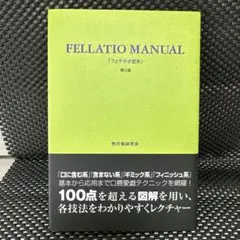 FELLATIO MANUAL
『フェラチオ教本』
「口に含む系」「含まない系」「ギミック系」「フィニッシュ系」
基本から応用まで口唇愛戯テクニックを網羅!
100点を超える図解を用い、
各技法をわかりやすくレクチャー